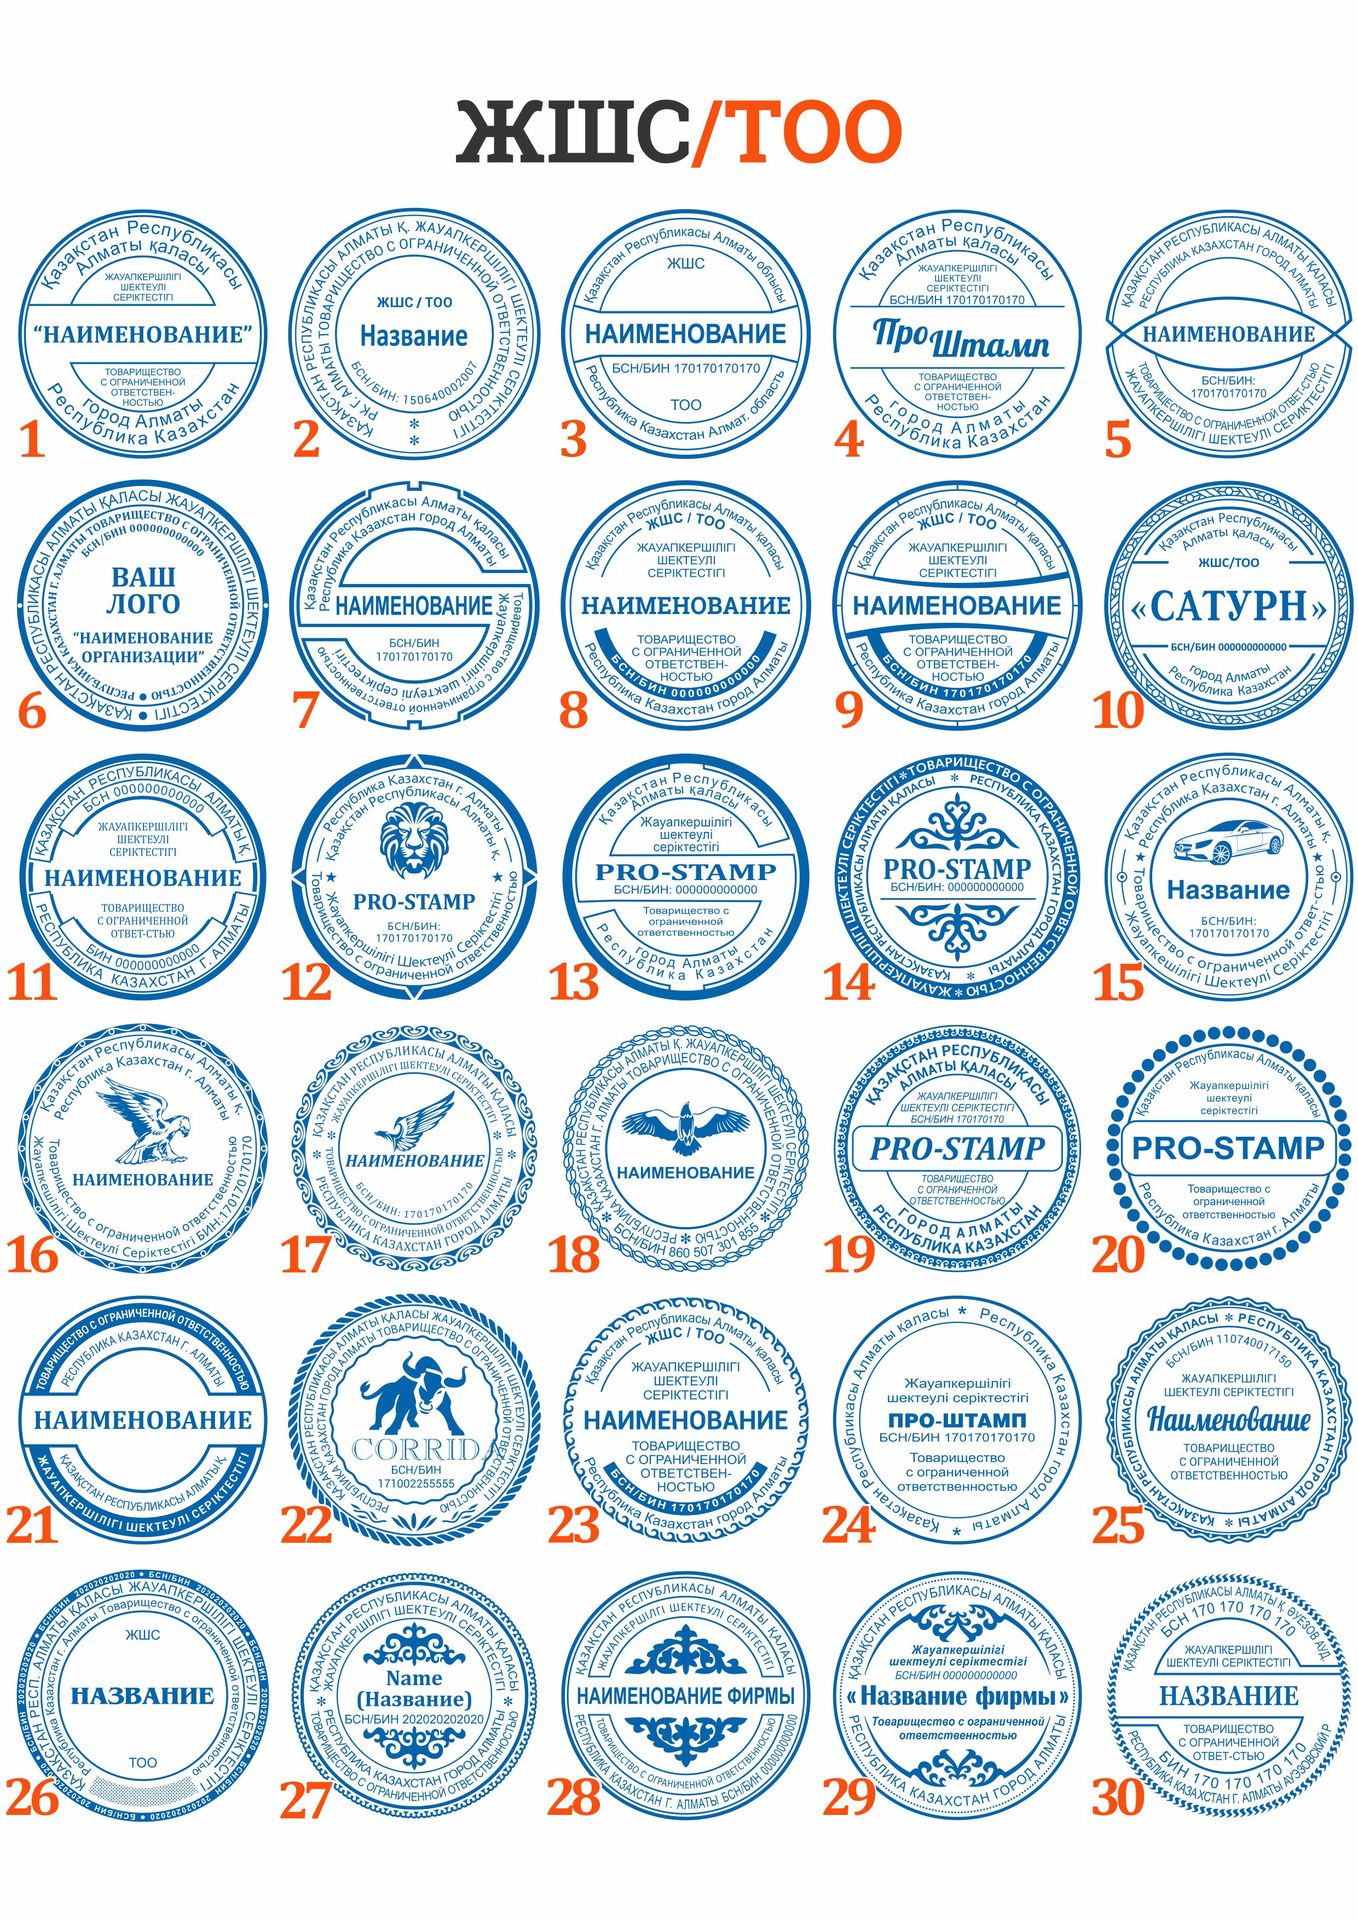 ЖШС/ТОО
Қазақстан Республикасы
Алматы қаласы
ЖАУАПКЕРШІЛІГІ
ШЕКТЕУЛІ
СЕРІКТЕСТІГІ
“НАИМЕНОВАНИЕ”
ТОВАРИЩЕСТВО
С ОГРАНИЧЕННОЙ
ОТВЕТСТВЕН-
НОСТЬЮ
город Алматы
Республика Казахстан
1
ҚАЗАҚСТАН РЕСПУБЛИКАСЫ АЛМАТЫ Қ. ЖАУАПКЕРШІЛІГІ ШЕКТЕУЛІ СЕРІКТЕСТІГІ
РК Г. АЛМАТЫ ТОВАРИЩЕСТВО С ОГРАНИЧЕННОЙ ОТВЕТСТВЕННОСТЬЮ
ЖШС / ТОО
Название
БСН/БИН: 150640002007
* *
2
Қазақстан Республикасы Алматы облысы
ЖШС
НАИМЕНОВАНИЕ
БСН/БИН 170170170170
ТОО
Республика Казахстан Алмат. область
3
Қазақстан Республикасы
Алматы қаласы
ЖАУАПКЕРШІЛІГІ
ШЕКТЕУЛІ
СЕРІКТЕСТІГІ
БСН/БИН 170170170170
Про Штамп
ТОВАРИЩЕСТВО
С ОГРАНИЧЕННОЙ
ОТВЕТСТВЕН-
НОСТЬЮ
город Алматы
Республика Казахстан
4
ҚАЗАҚСТАН РЕСПУБЛИКАСЫ АЛМАТЫ ҚАЛАСЫ
РЕСПУБЛИКА КАЗАХСТАН ГОРОД АЛМАТЫ
НАИМЕНОВАНИЕ
БСН/БИН:
170170170170
ТОВАРИЩЕСТВО С ОГРАНИЧЕННОЙ ОТВЕТ-СТЬЮ
ЖАУАПКЕРШІЛІГІ ШЕКТЕУЛІ СЕРІКТЕСТІГІ
5
ҚАЗАҚСТАН РЕСПУБЛИКАСЫ АЛМАТЫ ҚАЛАСЫ ЖАУАПКЕРШІЛІГІ ШЕКТЕУЛІ СЕРІКТЕСТІГІ
РЕСПУБЛИКА КАЗАХСТАН Г. АЛМАТЫ ТОВАРИЩЕСТВО С ОГРАНИЧЕННОЙ ОТВЕТСТВЕННОСТЬЮ
БСН/БИН 000000000000
ВАШ
ЛОГО
“НАИМЕНОВАНИЕ
ОРГАНИЗАЦИИ”
6
Қазақстан Республикасы Алматы қаласы
Республика Казахстан город Алматы
НАИМЕНОВАНИЕ
БСН/БИН
170170170170
Жауапкершілігі шектеулі серіктестігі
Товарищество с ограниченной ответственностью
7
Қазақстан Республикасы Алматы қаласы
ЖШС / ТОО
ЖАУАПКЕРШІЛІГІ
ШЕКТЕУЛІ
СЕРІКТЕСТІГІ
НАИМЕНОВАНИЕ
ТОВАРИЩЕСТВО
С ОГРАНИЧЕННОЙ
ОТВЕТСТВЕН-
НОСТЬЮ
БСН/БИН 000000000000
Республика Казахстан город Алматы
8
Қазақстан Республикасы Алматы қаласы
ЖШС / ТОО
ЖАУАПКЕРШІЛІГІ
ШЕКТЕУЛІ
СЕРІКТЕСТІГІ
НАИМЕНОВАНИЕ
ТОВАРИЩЕСТВО
С ОГРАНИЧЕННОЙ
ОТВЕТСТВЕН-
НОСТЬЮ
БСН/БИН 170170170170
Республика Казахстан город Алматы
9
Қазақстан Республикасы
Алматы қаласы
ЖШС/ТОО
«САТУРН»
БСН/БИН 000000000000
город Алматы
Республика Казахстан
10
ҚАЗАҚСТАН РЕСПУБЛИКАСЫ АЛМАТЫ Қ.
БСН 000000000000
ЖАУАПКЕРШІЛІГІ
ШЕКТЕУЛІ
СЕРІКТЕСТІГІ
НАИМЕНОВАНИЕ
ТОВАРИЩЕСТВО
С ОГРАНИЧЕННОЙ
ОТВЕТ-СТЬЮ
БИН 000000000000
РЕСПУБЛИКА КАЗАХСТАН Г. АЛМАТЫ
11
Республика Казахстан г. Алматы
Қазақстан Республикасы Алматы қ.
PRO-STAMP
БСН/БИН:
170170170170
Жауапкершілігі Шектеулі Серіктестігі
Товарищество с ограниченной ответственностью
12
Қазақстан Республикасы
Алматы қаласы
Жауапкершілігі
шектеулі
серіктестігі
PRO-STAMP
БСН/БИН: 000000000000
Товарищество с
ограниченной
ответственностью
город Алматы
Республика Казахстан
13
ЖАУАПКЕРШІЛІГІ ШЕКТЕУЛІ СЕРІКТЕСТІГІ * ТОВАРИЩЕСТВО С ОГРАНИЧЕННОЙ ОТВЕТСТВЕННОСТЬЮ *
ҚАЗАҚСТАН РЕСПУБЛИКАСЫ АЛМАТЫ ҚАЛАСЫ * РЕСПУБЛИКА КАЗАХСТАН ГОРОД АЛМАТЫ *
PRO-STAMP
БСН/БИН: 000000000000
14
Қазақстан Республикасы Алматы қ.
Республика Казахстан г. Алматы
Название
БСН/БИН:
170170170170
Товарищество с ограниченной ответ-стью
Жауапкешілігі Шектеулі Серіктестігі
15
Қазақстан Республикасы Алматы қ.
Республика Казахстан г. Алматы
НАИМЕНОВАНИЕ
Товарищество с ограниченной ответственностью
Жауапкешілігі Шектеулі Серіктестігі БИН:170170170170
16
ҚАЗАҚСТАН РЕСПУБЛИКАСЫ АЛМАТЫ ҚАЛАСЫ
ЖАУАПКЕРШІЛІГІ ШЕКТЕУЛІ СЕРІКТЕСТІГІ
НАИМЕНОВАНИЕ
БСН/БИН: 170170170170
ТОВАРИЩЕСТВО С ОГРАНИЧЕННОЙ ОТВЕТСТВЕННОСТЬЮ
РЕСПУБЛИКА КАЗАХСТАН ГОРОД АЛМАТЫ
17
ҚАЗАҚСТАН РЕСПУБЛИКАСЫ АЛМАТЫ Қ. ЖАУАПКЕРШІЛІГІ ШЕКТЕУЛІ СЕРІКТЕСТІГІ
РЕСПУБЛИКА КАЗАХСТАН Г. АЛМАТЫ ТОВАРИЩЕСТВО С ОГРАНИЧЕННОЙ ОТВЕТСТВЕННОСТЬЮ
НАИМЕНОВАНИЕ
БСН/БИН 860 507 301 855
18
ҚАЗАҚСТАН РЕСПУБЛИКАСЫ
АЛМАТЫ ҚАЛАСЫ
ЖАУАПКЕРШІЛІГІ
ШЕКТЕУЛІ СЕРІКТЕСТІГІ
БСН/БИН 170170170
PRO-STAMP
ТОВАРИЩЕСТВО
С ОГРАНИЧЕННОЙ
ОТВЕТСТВЕННОСТЬЮ
ГОРОД АЛМАТЫ
РЕСПУБЛИКА КАЗАХСТАН
19
Қазақстан Республикасы Алматы қаласы
Жауапкершілігі
шектеулі
серіктестігі
PRO-STAMP
Товарищество с
ограниченной
ответственностью
Республика Казахстан г. Алматы
20
ТОВАРИЩЕСТВО С ОГРАНИЧЕННОЙ ОТВЕТСТВЕННОСТЬЮ
РЕСПУБЛИКА КАЗАХСТАН Г. АЛМАТЫ
НАИМЕНОВАНИЕ
ҚАЗАҚСТАН РЕСПУБЛИКАСЫ АЛМАТЫ Қ.
ЖАУАПКЕРШІЛІГІ ШЕКТЕУЛІ СЕРІКТЕСТІГІ
21
ҚАЗАҚСТАН РЕСПУБЛИКАСЫ АЛМАТЫ ҚАЛАСЫ ЖАУАПКЕРШІЛІГІ ШЕКТЕУЛІ СЕРІКТЕСТІГІ
РЕСПУБЛИКА КАЗАХСТАН ГОРОД АЛМАТЫ ТОВАРИЩЕСТВО С ОГРАНИЧЕННОЙ ОТВЕТСТВЕННОСТЬЮ
CORRIDA
БСН/БИН
171002255555
22
Қазақстан Республикасы Алматы қаласы
ЖШС / ТОО
ЖАУАПКЕРШІЛІГІ
ШЕКТЕУЛІ
СЕРІКТЕСТІГІ
НАИМЕНОВАНИЕ
ТОВАРИЩЕСТВО
С ОГРАНИЧЕННОЙ
ОТВЕТСТВЕН-
НОСТЬЮ
БСН/БИН 170170170170
Республика Казахстан город Алматы
23
Қазақстан Республикасы Алматы қаласы * Республика Казахстан город Алматы *
Жауапкершілігі
шектеулі серіктестігі
ПРО-ШТАМП
БСН/БИН 170170170170
Товарищество
с ограниченной
ответственностью
24
ҚАЗАҚСТАН РЕСПУБЛИКАСЫ АЛМАТЫ ҚАЛАСЫ * РЕСПУБЛИКА КАЗАХСТАН ГОРОД АЛМАТЫ *
БСН/БИН 110740017150
ЖАУАПКЕРШІЛІГІ
ШЕКТЕУЛІ СЕРІКТЕСТІГІ
Наименование
ТОВАРИЩЕСТВО
С ОГРАНИЧЕННОЙ
ОТВЕТСТВЕННОСТЬЮ
25
БСН/БИН 202020202020 • БСН/БИН 202020202020 • БСН/БИН 202020202020 •
ҚАЗАҚСТАН РЕСП. АЛМАТЫ ҚАЛАСЫ ЖАУАПКЕРШІЛІГІ ШЕКТЕУЛІ СЕРІКТЕСТІГІ
Республика Казахстан г. Алматы Товарищество с ограниченной ответственностью
ЖШС
НАЗВАНИЕ
ТОО
26
ҚАЗАҚСТАН РЕСПУБЛИКАСЫ АЛМАТЫ ҚАЛАСЫ
ЖАУАПКЕРШІЛІГІ ШЕКТЕУЛІ СЕРІКТЕСТІГІ
Name
(Название)
БСН/БИН 202020202020
РЕСПУБЛИКА КАЗАХСТАН ГОРОД АЛМАТЫ
ТОВАРИЩЕСТВО С ОГРАНИЧЕННОЙ ОТВЕТСТВЕННОСТЬЮ
27
ҚАЗАҚСТАН РЕСПУБЛИКАСЫ АЛМАТЫ ҚАЛАСЫ
ЖАУАПКЕРШІЛІГІ ШЕКТЕУЛІ СЕРІКТЕСТІГІ
НАИМЕНОВАНИЕ ФИРМЫ
ТОВАРИЩЕСТВО С ОГРАНИЧЕННОЙ ОТВЕТСТВЕННОСТЬЮ
РЕСПУБЛИКА КАЗАХСТАН Г. АЛМАТЫ БСН/БИН 000000000000
28
ҚАЗАҚСТАН РЕСПУБЛИКАСЫ АЛМАТЫ ҚАЛАСЫ
Жауапкершілігі
шектеулі серіктестігі
БСН/БИН 000000000000
«Название фирмы»
Товарищество с ограниченной
ответственностью
РЕСПУБЛИКА КАЗАХСТАН ГОРОД АЛМАТЫ
29
ҚАЗАҚСТАН РЕСПУБЛИКАСЫ АЛМАТЫ Қ. ӘУЕЗОВ АУД.
БСН 170 170 170 170
ЖАУАПКЕРШІЛІГІ
ШЕКТЕУЛІ СЕРІКТЕСТІГІ
НАЗВАНИЕ
ТОВАРИЩЕСТВО
С ОГРАНИЧЕННОЙ
ОТВЕТ-СТЬЮ
БИН 170 170 170 170
РЕСПУБЛИКА КАЗАХСТАН Г. АЛМАТЫ АУЭЗОВСКИЙ Р
30